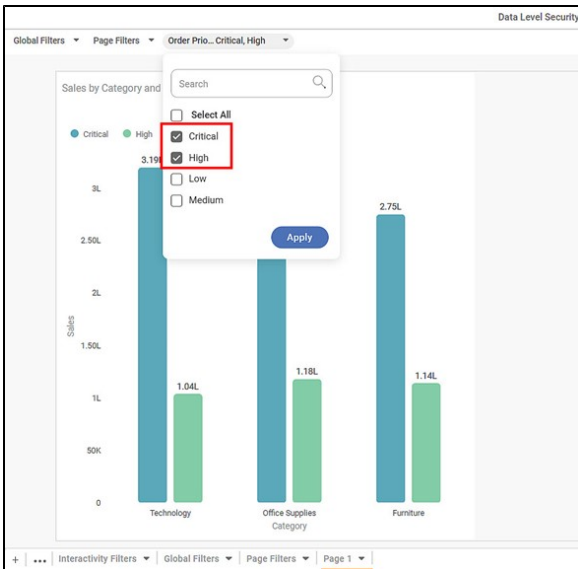 Data Level Security
Global Filters Page Filters Order Prio... Critical, High
Sales by Category and
Search
Select All
Critical
High
Low
Medium
Apply
Critical High
3.19L
2.75L
1.04L
1.18L
1.14L
3L
2.50L
2L
1.50L
1L
50K
0
Sales
Technology Office Supplies Furniture
Category
+ ... Interactivity Filters Global Filters Page Filters Page 1